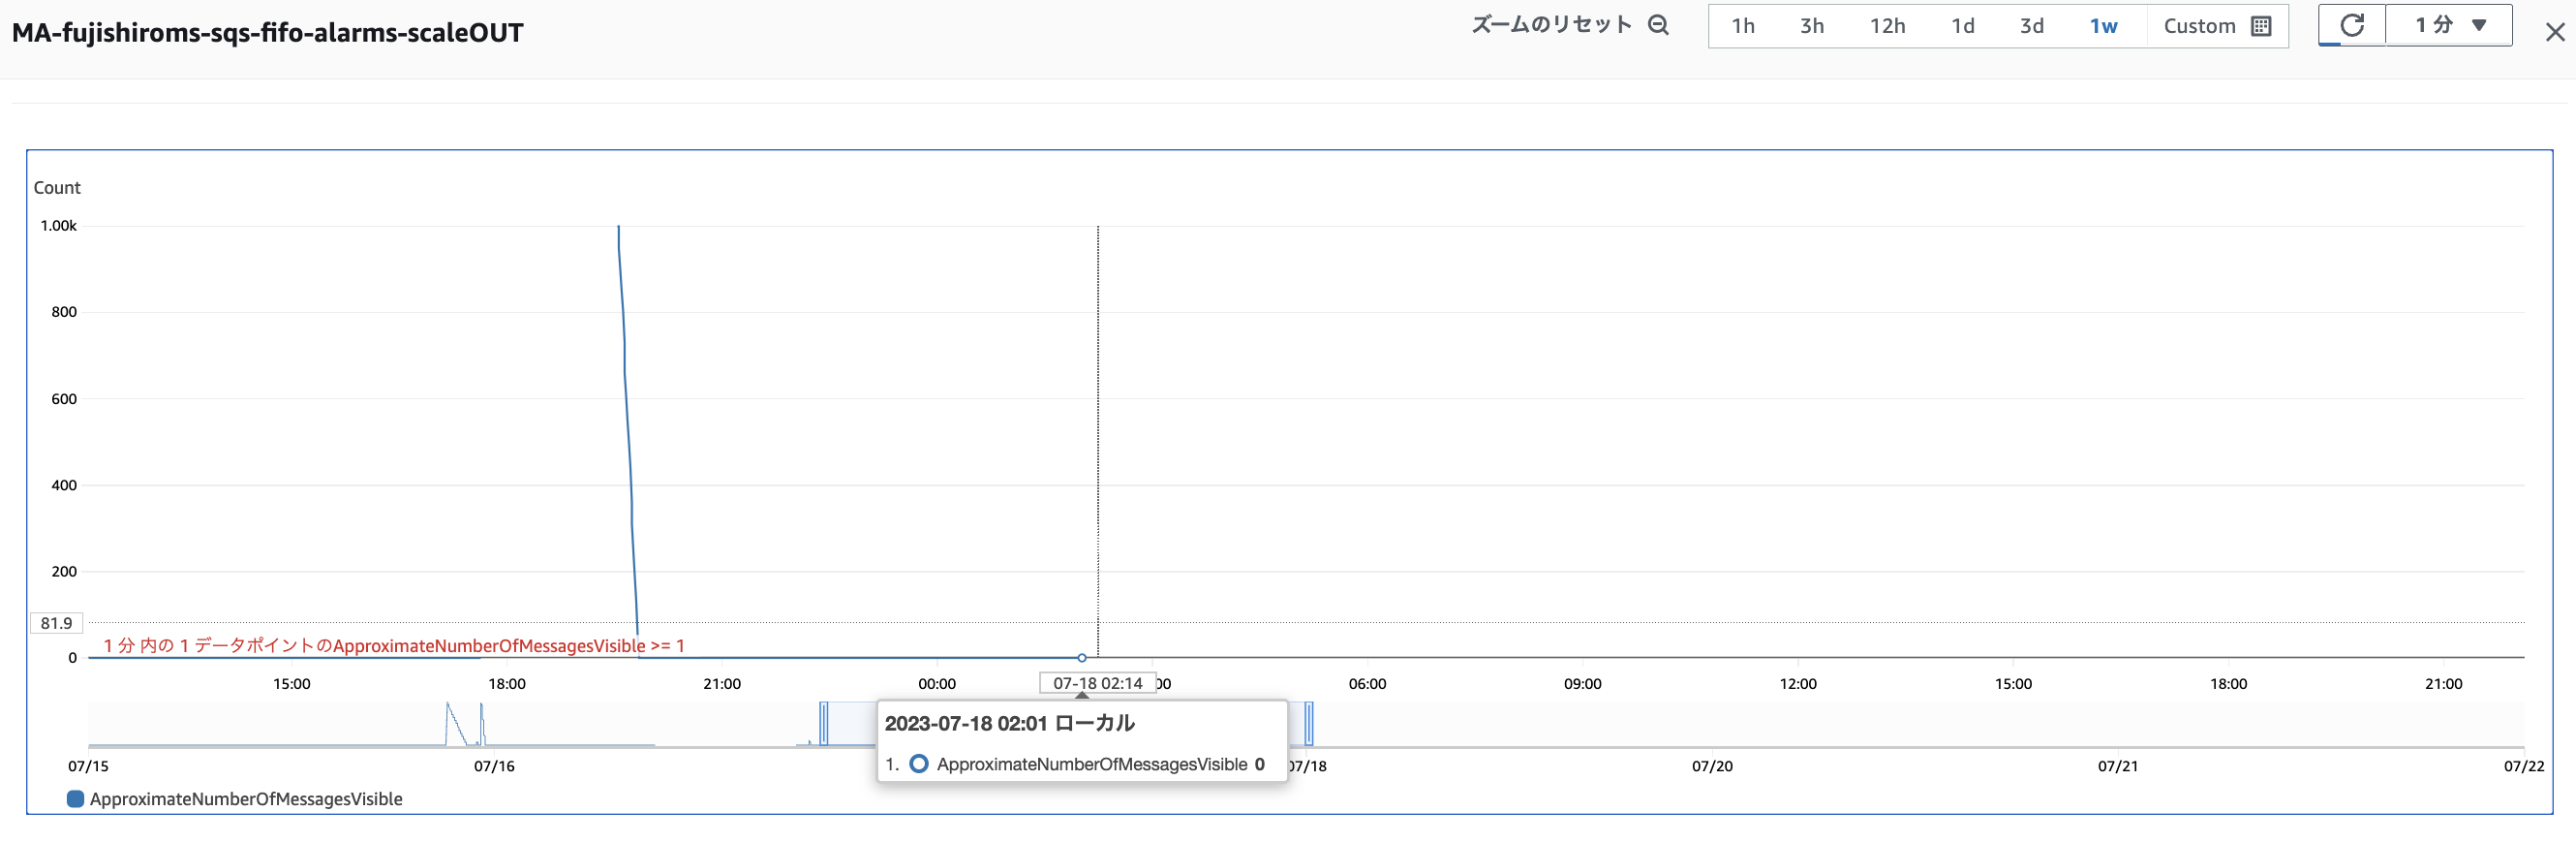 MA-fujishiroms-sqs-fifo-alarms-scaleOUT
ズームのリセット
1h 3h 12h 1d 3d 1w Custom
1 分
Count
1.00k
800
600
400
200
81.9
1 分 内の 1 データポイントのApproximateNumberOfMessagesVisible >= 1
0
15:00 18:00 21:00 00:00 07-18 02:14 00 06:00 09:00 12:00 15:00 18:00 21:00
2023-07-18 02:01 ローカル
1. ApproximateNumberOfMessagesVisible 0
07/15 07/16 07/18 07/20 07/21 07/22
ApproximateNumberOfMessagesVisible